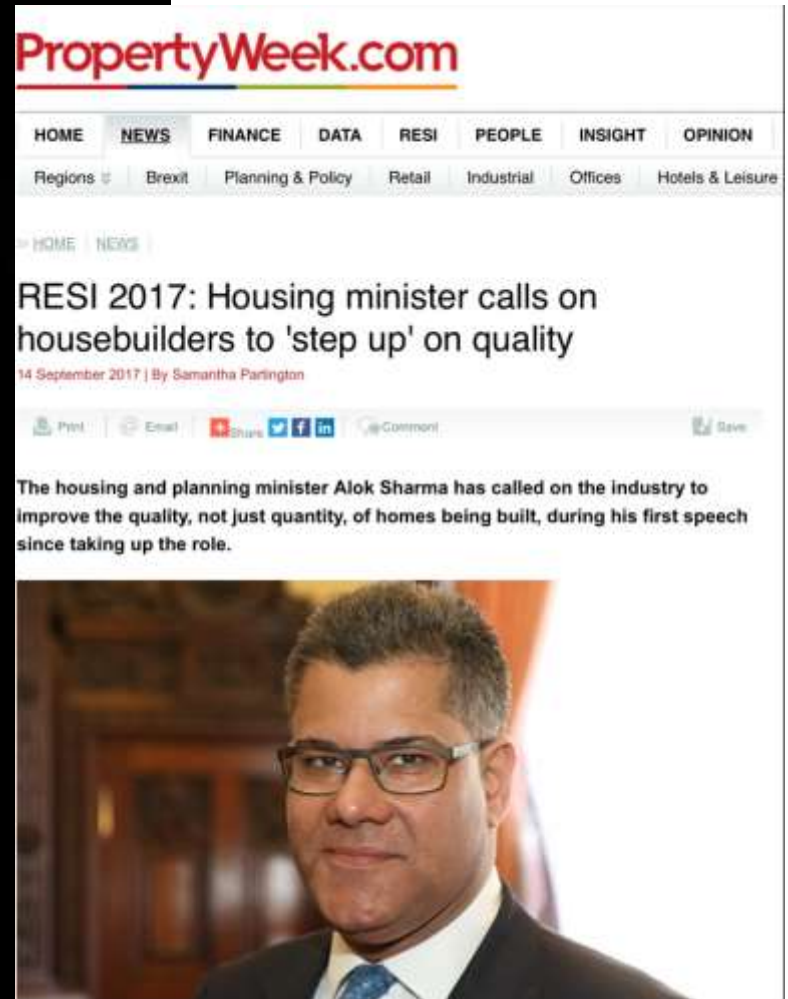 PropertyWeek.com
HOME NEWS FINANCE DATA RESI PEOPLE INSIGHT OPINION
Regions Brexit Planning & Policy Retail Industrial Offices Hotels & Leisure
HOME NEWS
RESI 2017: Housing minister calls on
housebuilders to 'step up' on quality
14 September 2017 | By Samantha Partington
Print Email Share Comment Save
The housing and planning minister Alok Sharma has called on the industry to
improve the quality, not just quantity, of homes being built, during his first speech
since taking up the role.